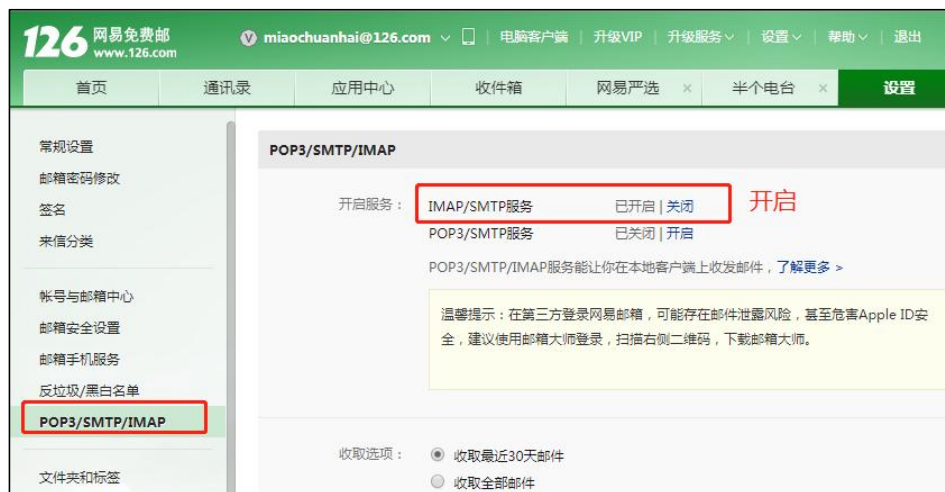 126 网易免费邮 www.126.com
miaochuanhai@126.com | 电脑客户端 | 升级VIP | 升级服务 | 设置 | 帮助 | 退出
首页 通讯录 应用中心 收件箱 网易严选 × 半个电台 × 设置
常规设置
邮箱密码修改
签名
来信分类
帐号与邮箱中心
邮箱安全设置
邮箱手机服务
反垃圾/黑白名单
POP3/SMTP/IMAP
文件夹和标签
POP3/SMTP/IMAP
开启服务： IMAP/SMTP服务 已开启 | 关闭 开启
POP3/SMTP服务 已关闭 | 开启
POP3/SMTP/IMAP服务能让你在本地客户端上收发邮件，了解更多 >
温馨提示：在第三方登录网易邮箱，可能存在邮件泄露风险，甚至危害Apple ID安
全，建议使用邮箱大师登录，扫描右侧二维码，下载邮箱大师。
收取选项： 收取最近30天邮件
收取全部邮件